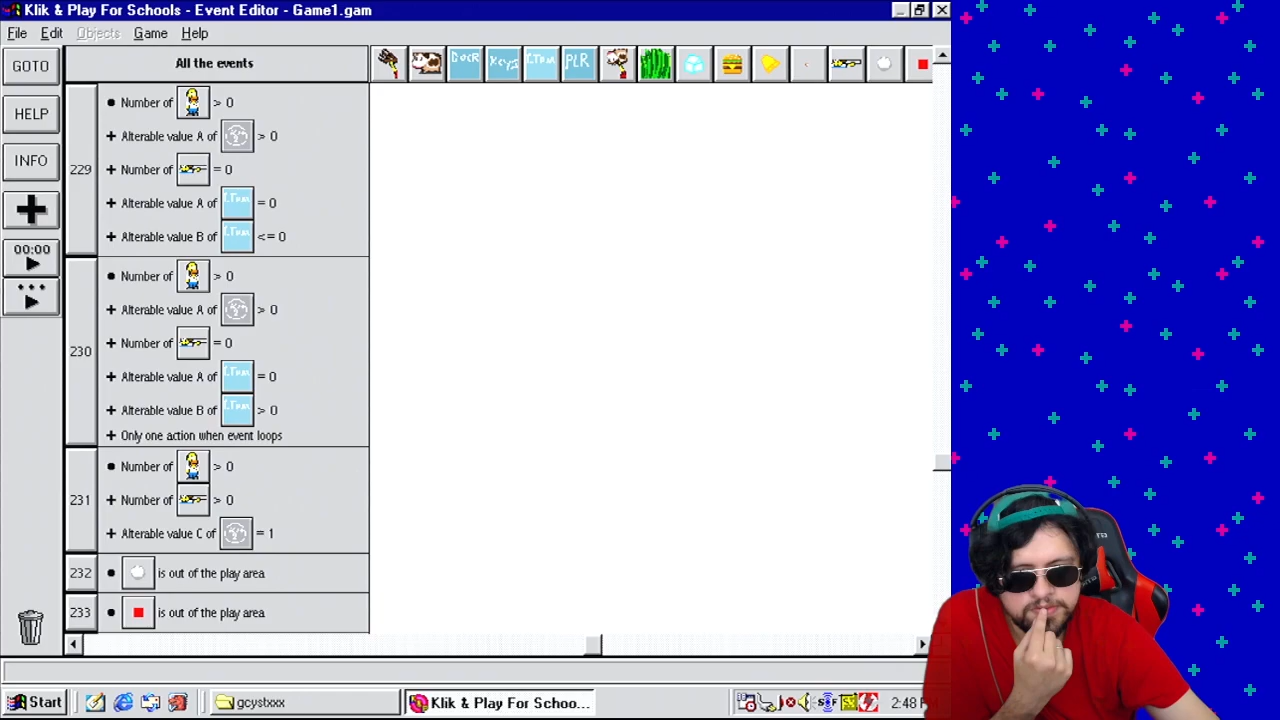 Klik & Play For Schools - Event Editor - Game1.gam
File Edit Objects Game Help
GOTO
All the events
DocR Keyz PLR
HELP
INFO
00:00
229
Number of > 0
+ Alterable value A of > 0
+ Number of = 0
+ Alterable value A of = 0
+ Alterable value B of <= 0
230
Number of > 0
+ Alterable value A of > 0
+ Number of = 0
+ Alterable value A of = 0
+ Alterable value B of > 0
+ Only one action when event loops
231
Number of > 0
+ Number of > 0
+ Alterable value C of = 1
232
is out of the play area
233
is out of the play area
Start gcystxxx Klik & Play For Schoo... 2:48